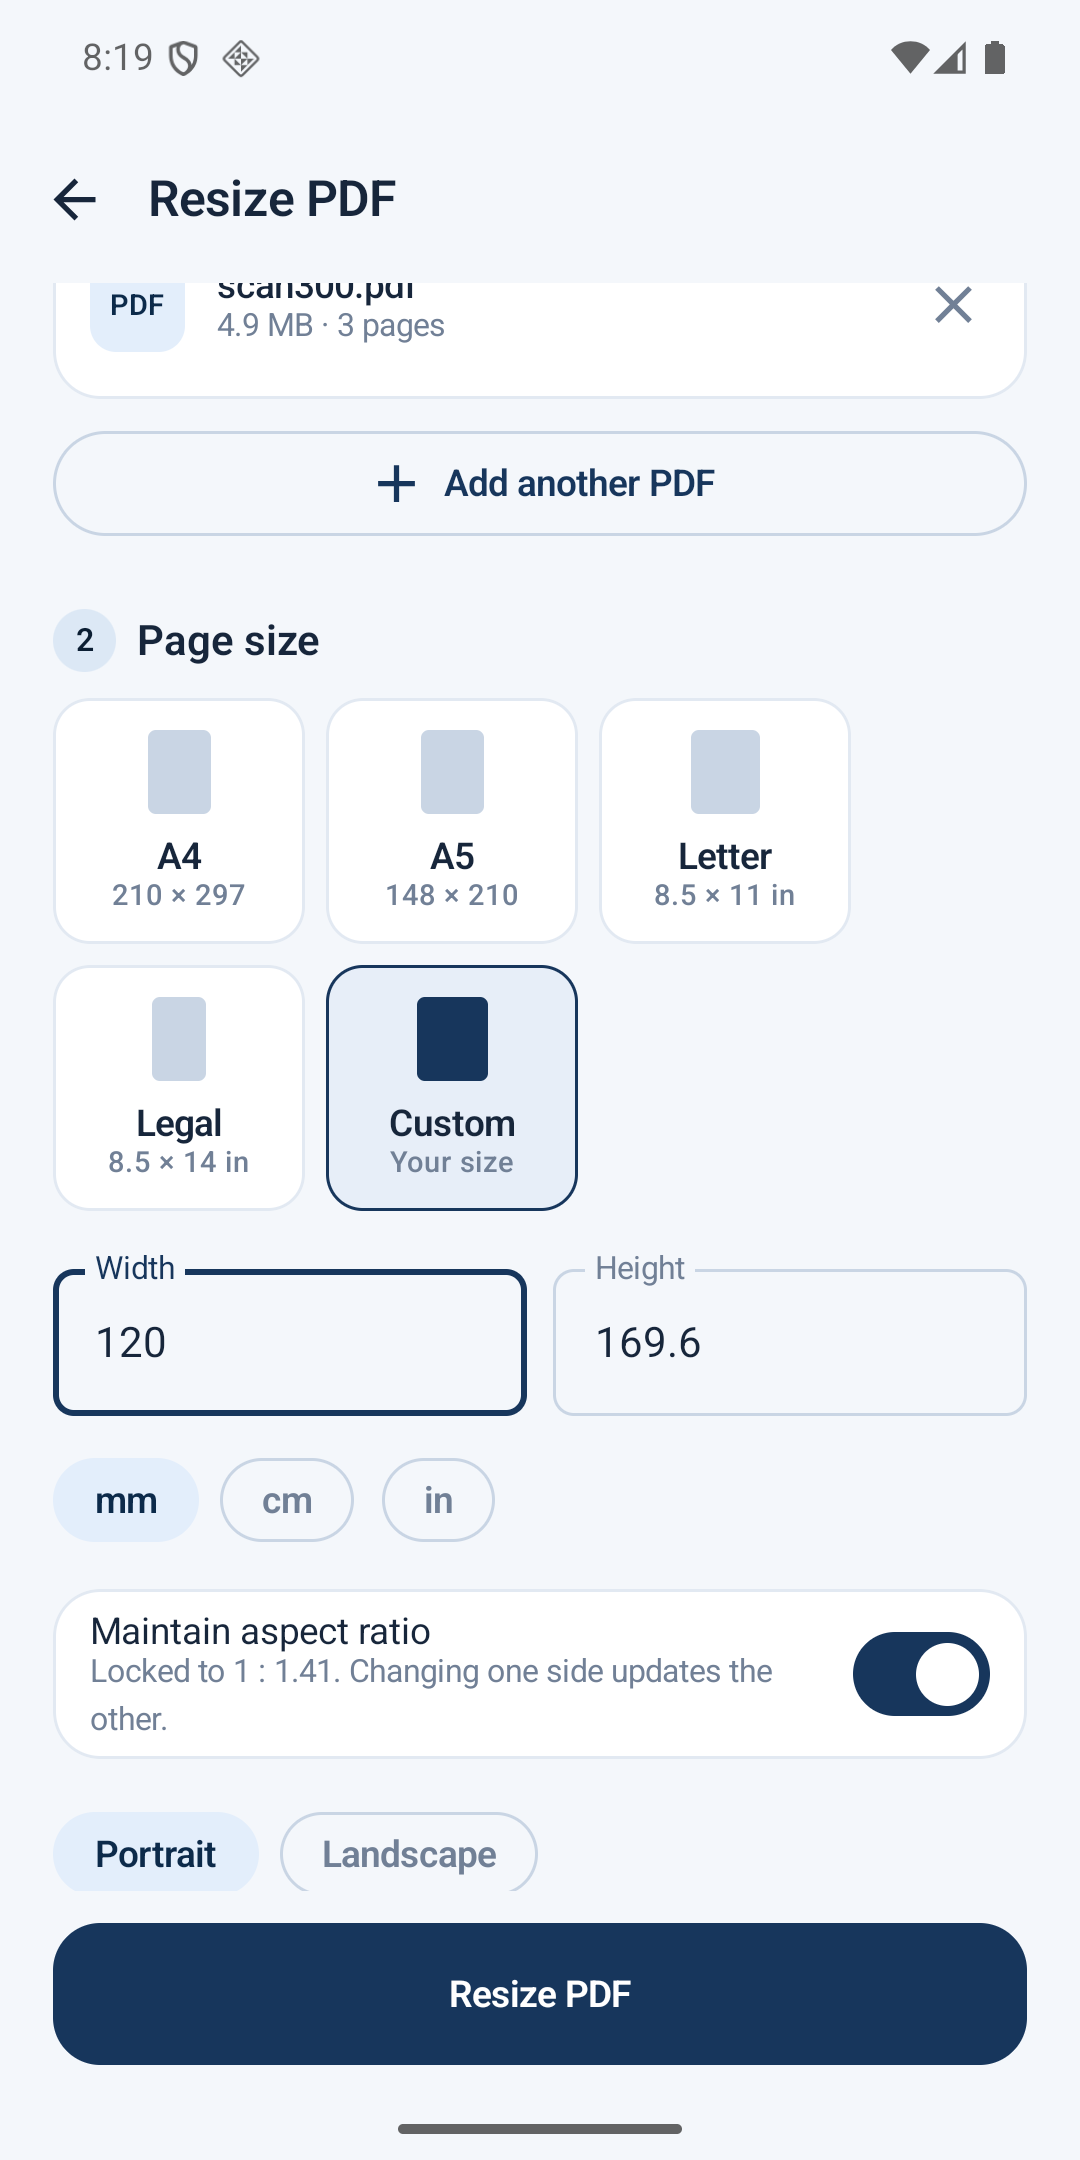 8:19
Resize PDF
PDF
scan300.pdf
4.9 MB · 3 pages
Add another PDF
2 Page size
A4
210 × 297
A5
148 × 210
Letter
8.5 × 11 in
Legal
8.5 × 14 in
Custom
Your size
Width
120
Height
169.6
mm
cm
in
Maintain aspect ratio
Locked to 1 : 1.41. Changing one side updates the
other.
Portrait
Landscape
Resize PDF